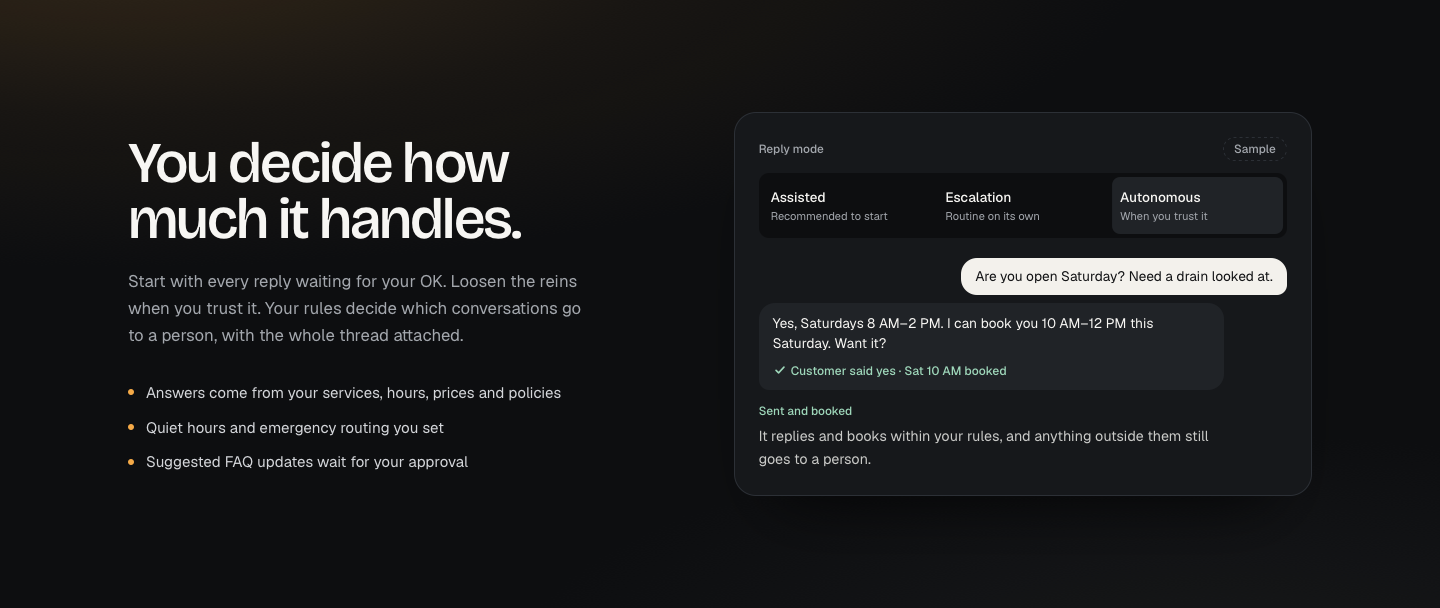 You decide how
much it handles.
Start with every reply waiting for your OK. Loosen the reins
when you trust it. Your rules decide which conversations go
to a person, with the whole thread attached.
Answers come from your services, hours, prices and policies
Quiet hours and emergency routing you set
Suggested FAQ updates wait for your approval
Reply mode
Sample
Assisted
Recommended to start
Escalation
Routine on its own
Autonomous
When you trust it
Are you open Saturday? Need a drain looked at.
Yes, Saturdays 8 AM–2 PM. I can book you 10 AM–12 PM this
Saturday. Want it?
Customer said yes · Sat 10 AM booked
Sent and booked
It replies and books within your rules, and anything outside them still
goes to a person.